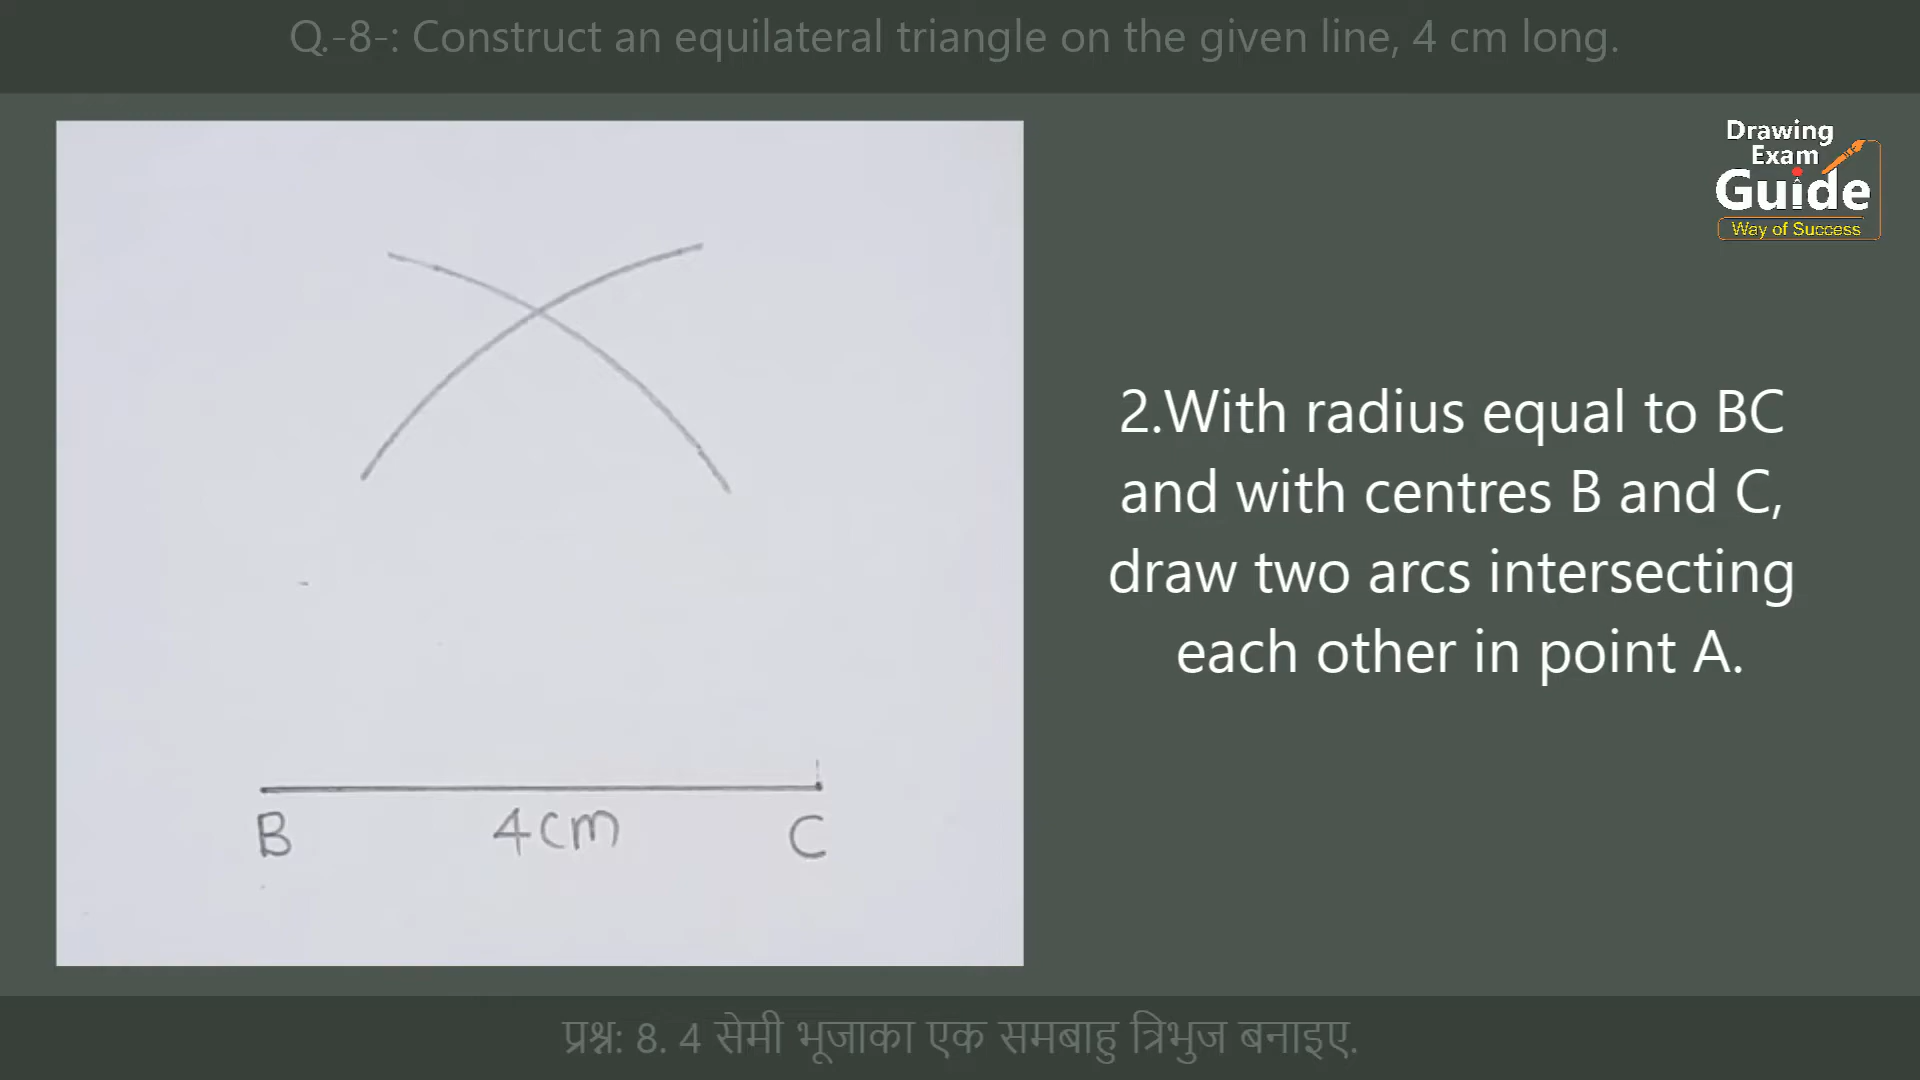 Q.-8-: Construct an equilateral triangle on the given line, 4 cm long.
Drawing
Exam
Guide
Way of Success
2.With radius equal to BC
and with centres B and C,
draw two arcs intersecting
each other in point A.
B 4cm C
प्रश्न: 8. 4 सेमी भूजाका एक समबाहु त्रिभुज बनाइए.